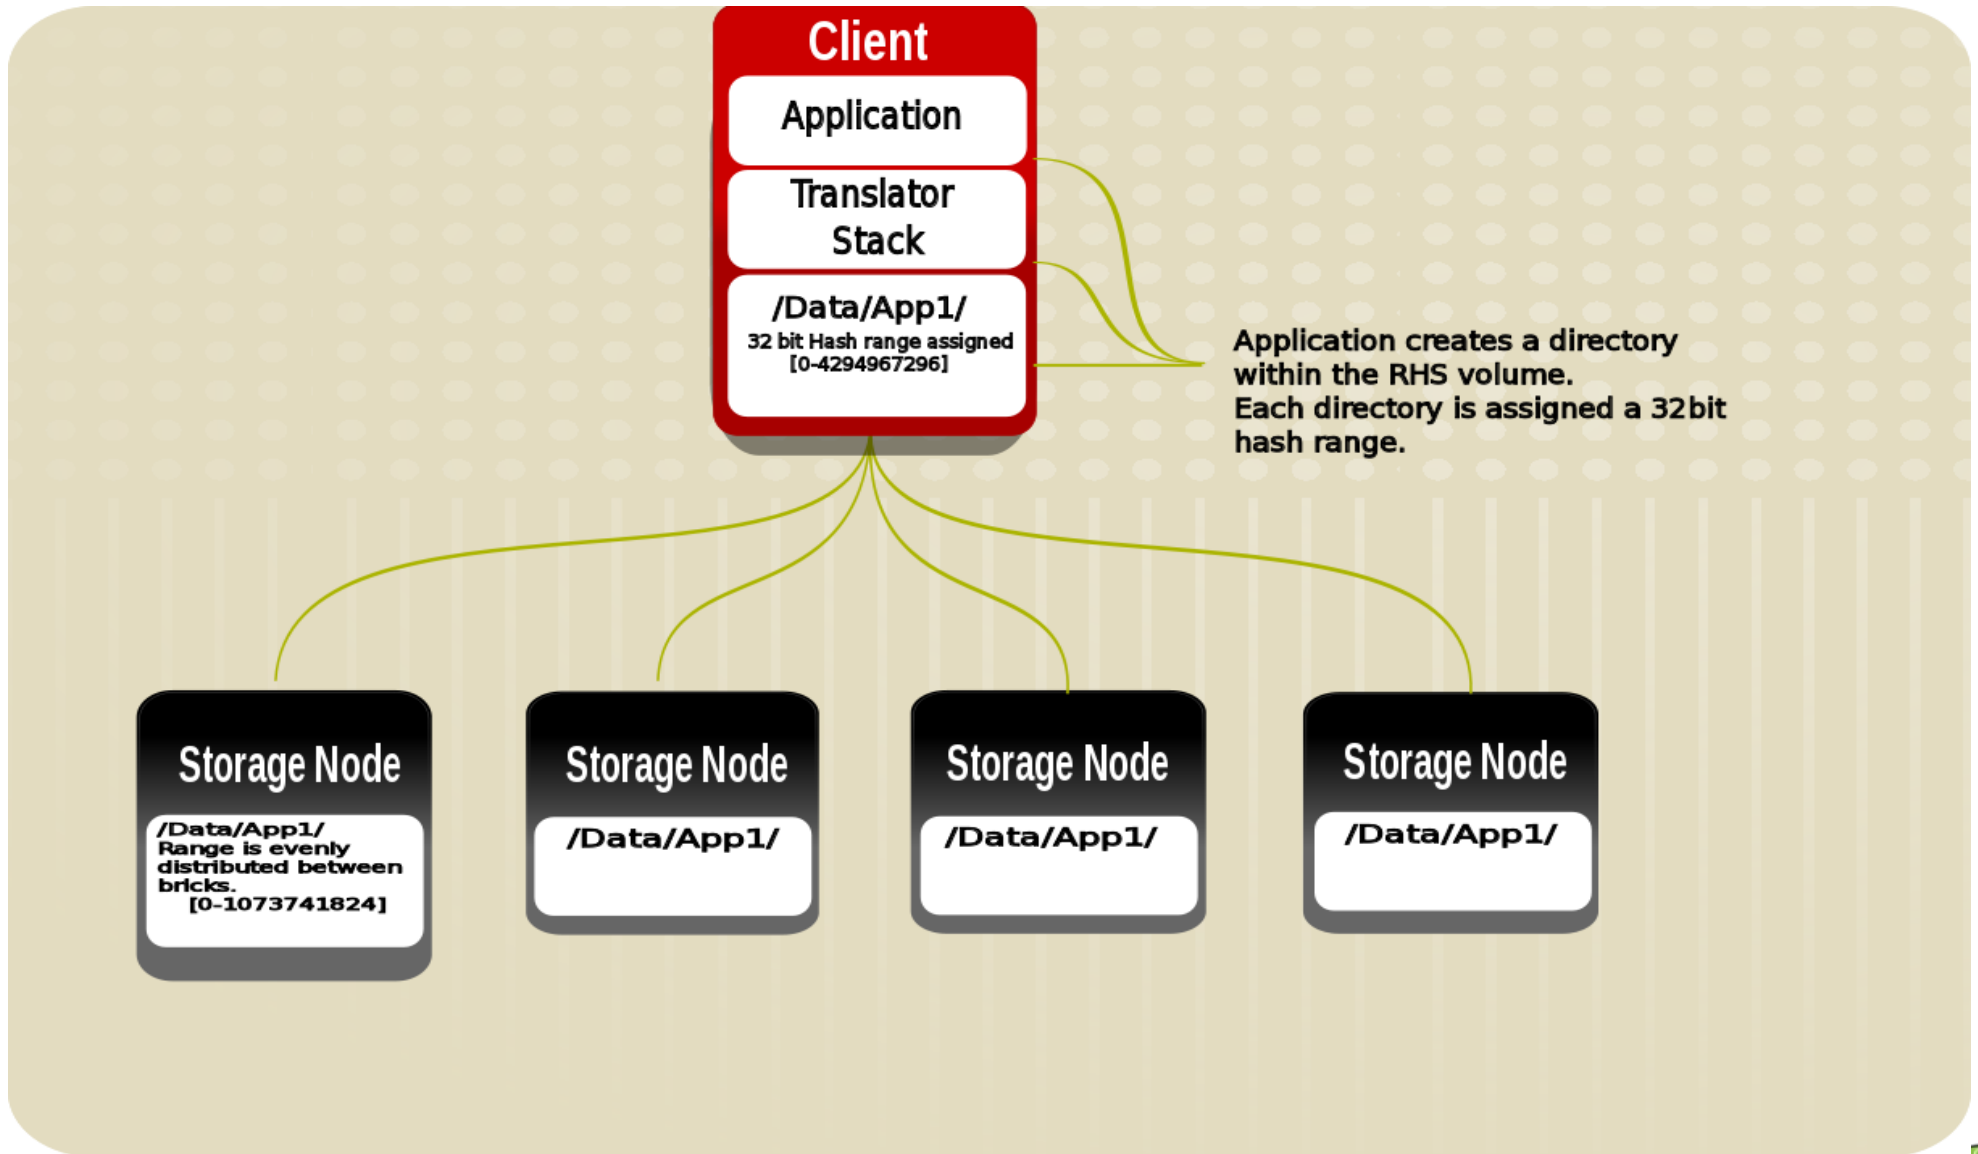 Client
Application
Translator
Stack
/Data/App1/
32 bit Hash range assigned
[0-4294967296]
Application creates a directory
within the RHS volume.
Each directory is assigned a 32bit
hash range.
Storage Node
/Data/App1/
Range is evenly
distributed between
bricks.
[0-1073741824]
Storage Node
/Data/App1/
Storage Node
/Data/App1/
Storage Node
/Data/App1/